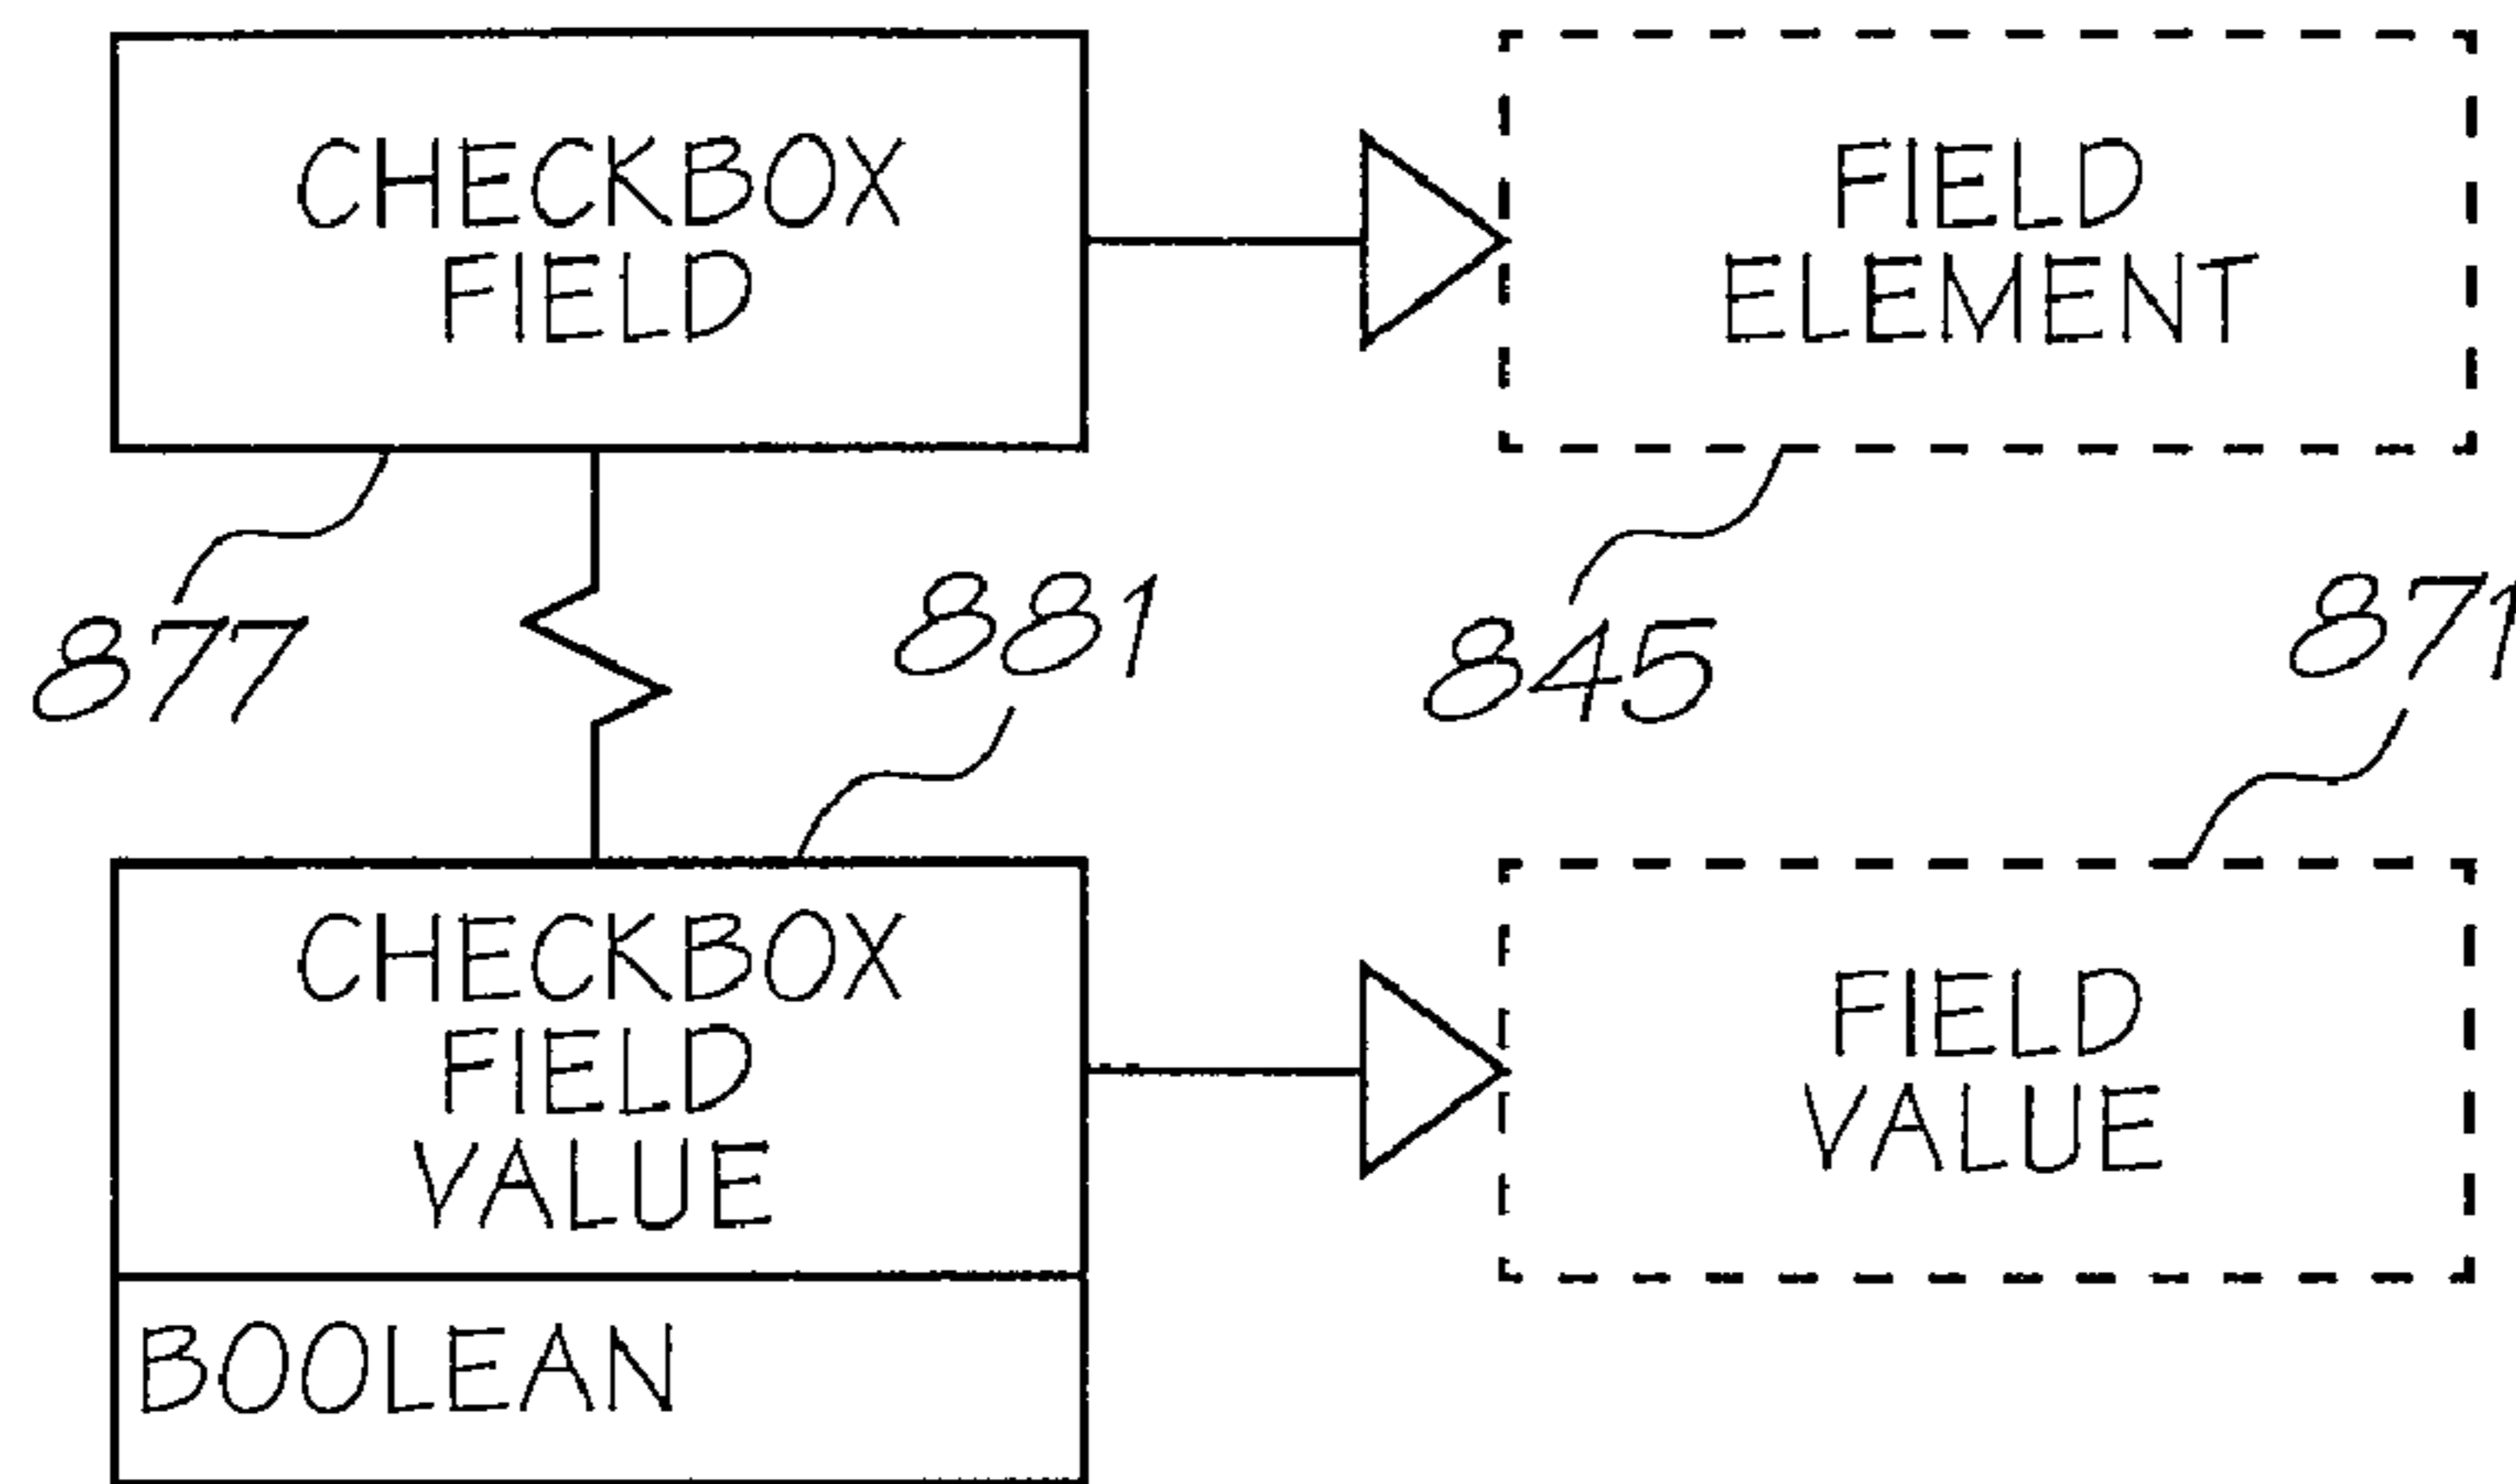 CHECKBOX
FIELD
FIELD
ELEMENT
877
881
845
871
CHECKBOX
FIELD
VALUE
FIELD
VALUE
BOOLEAN